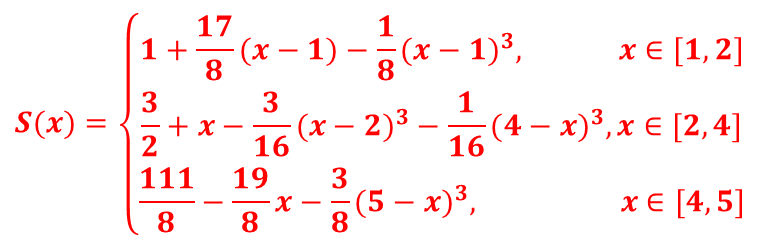 1 + 17/8 (x − 1) − 1/8 (x − 1)³, x ∈ [1, 2]
S(x) = { 3/2 + x − 3/16 (x − 2)³ − 1/16 (4 − x)³, x ∈ [2, 4]
111/8 − 19/8 x − 3/8 (5 − x)³, x ∈ [4, 5]